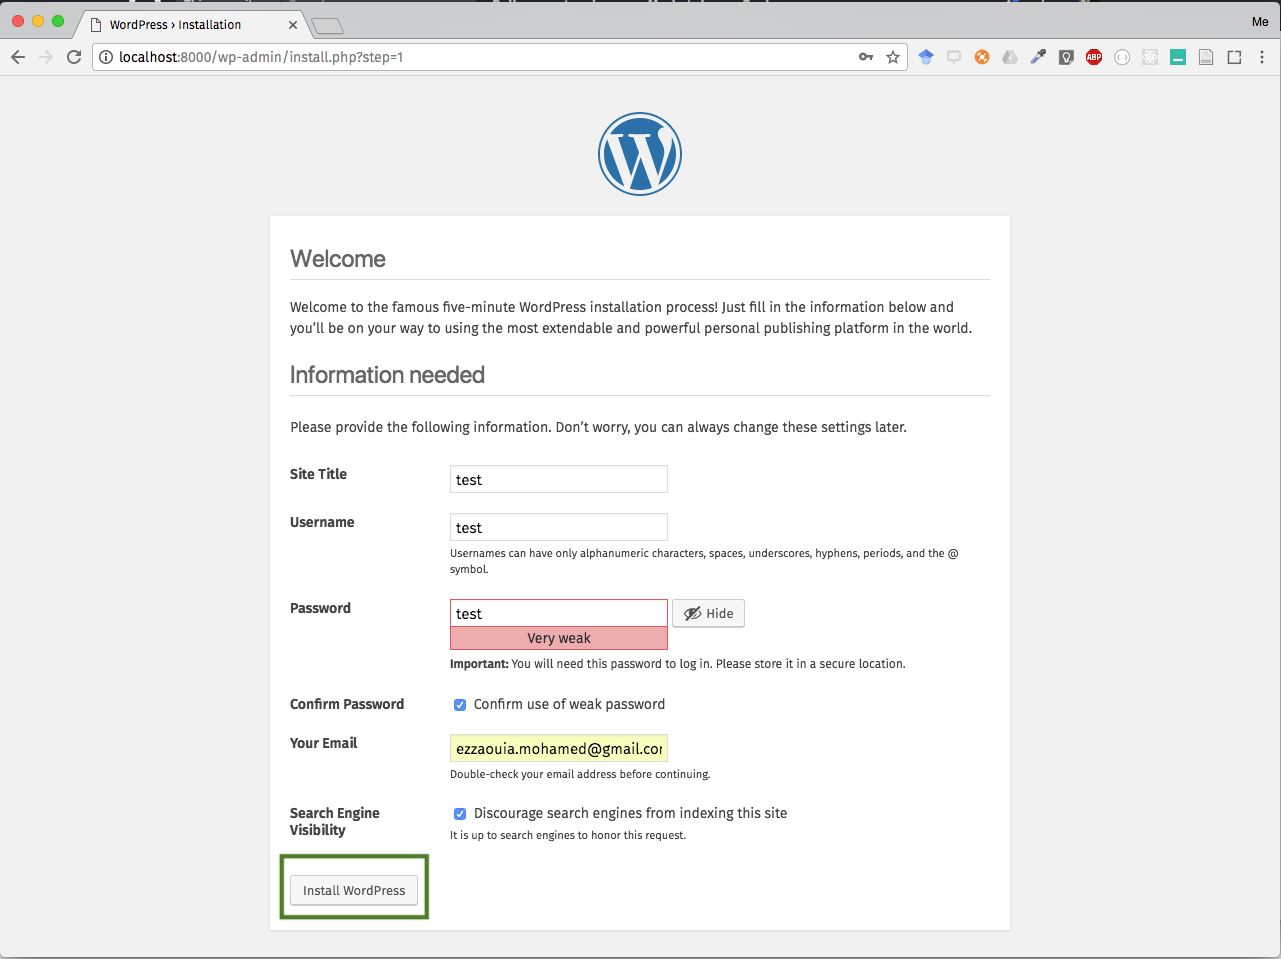 WordPress › Installation
Me
localhost:8000/wp-admin/install.php?step=1
ABP
Welcome
Welcome to the famous five-minute WordPress installation process! Just fill in the information below and
you’ll be on your way to using the most extendable and powerful personal publishing platform in the world.
Information needed
Please provide the following information. Don’t worry, you can always change these settings later.
Site Title
test
Username
test
Usernames can have only alphanumeric characters, spaces, underscores, hyphens, periods, and the @
symbol.
Password
test
Hide
Very weak
Important: You will need this password to log in. Please store it in a secure location.
Confirm Password
Confirm use of weak password
Your Email
ezzaouia.mohamed@gmail.com
Double-check your email address before continuing.
Search Engine
Visibility
Discourage search engines from indexing this site
It is up to search engines to honor this request.
Install WordPress